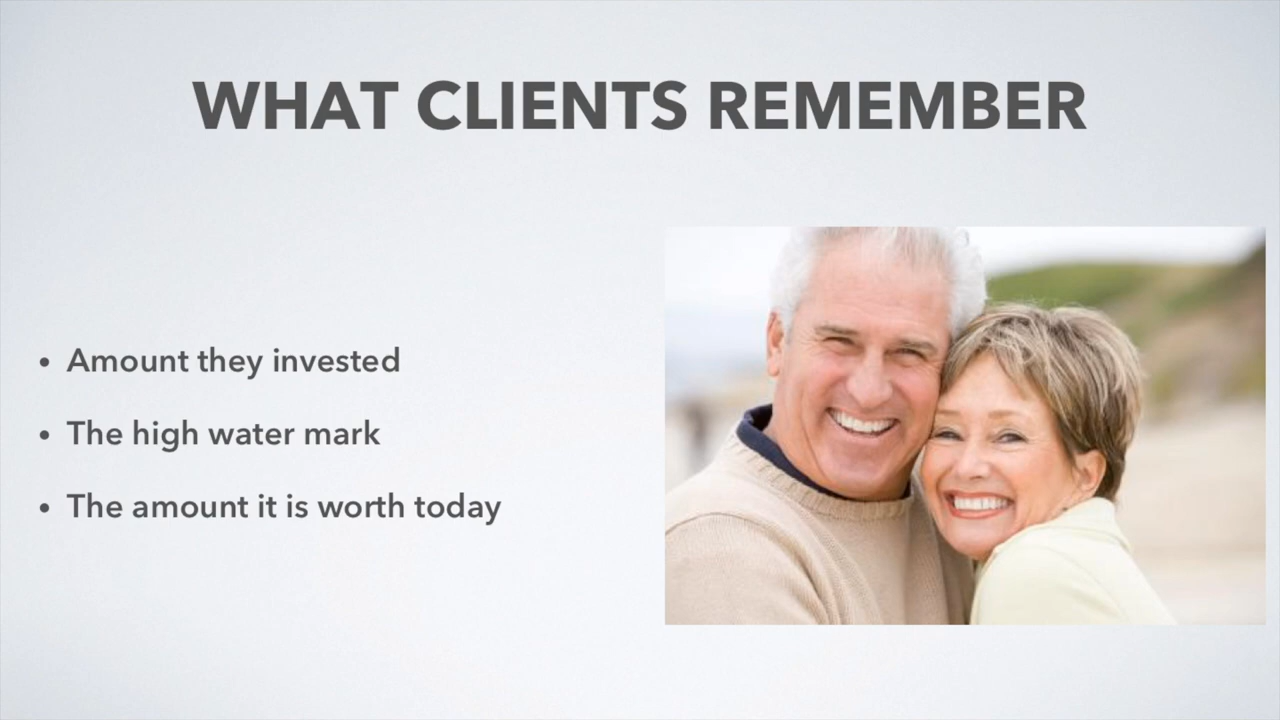 WHAT CLIENTS REMEMBER
• Amount they invested
• The high water mark
• The amount it is worth today